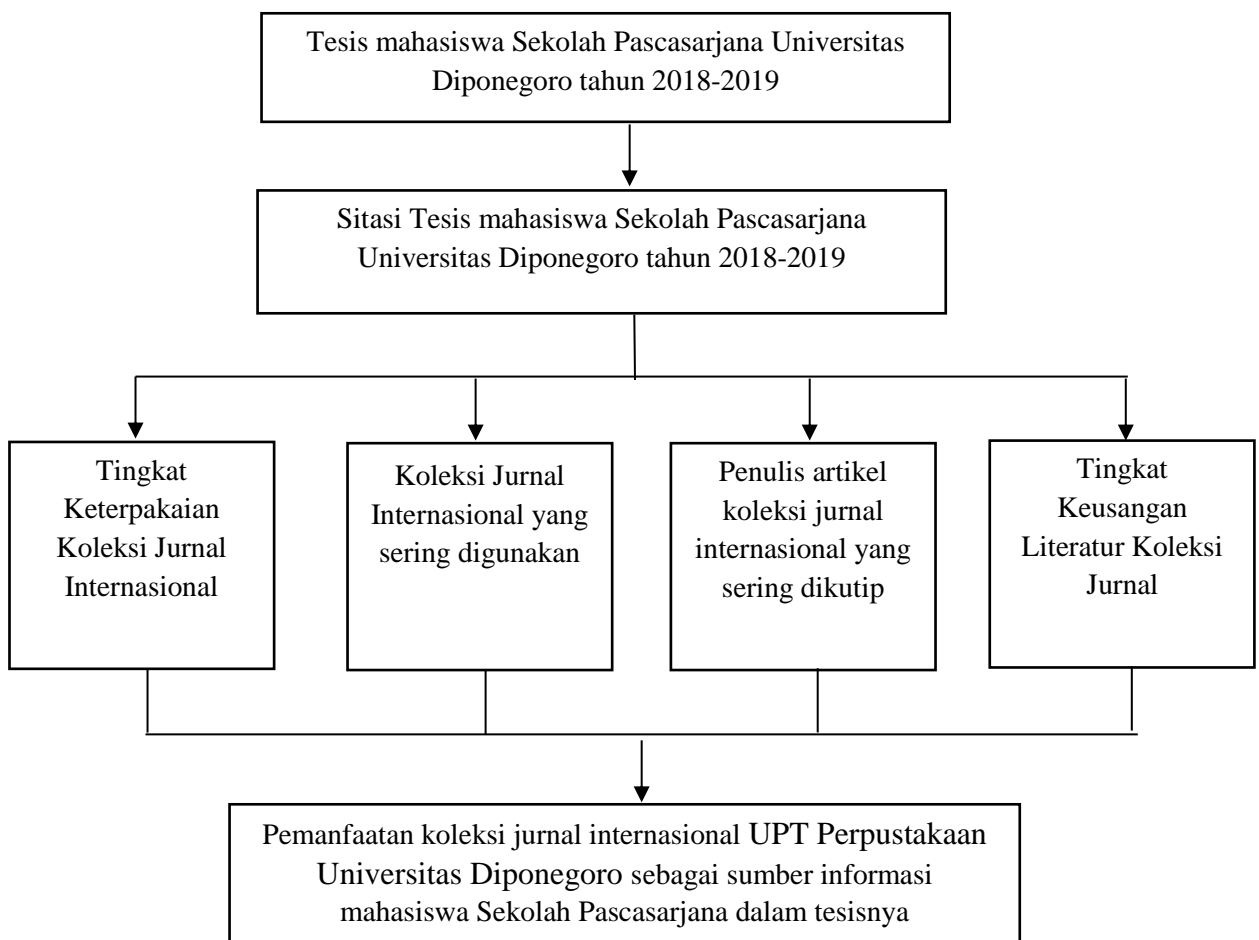 Tesis mahasiswa Sekolah Pascasarjana Universitas
Diponegoro tahun 2018-2019
Sitasi Tesis mahasiswa Sekolah Pascasarjana
Universitas Diponegoro tahun 2018-2019
Tingkat
Keterpakaian
Koleksi Jurnal
Internasional
Koleksi Jurnal
Internasional yang
sering digunakan
Penulis artikel
koleksi jurnal
internasional yang
sering dikutip
Tingkat
Keusangan
Literatur Koleksi
Jurnal
Pemanfaatan koleksi jurnal internasional UPT Perpustakaan
Universitas Diponegoro sebagai sumber informasi
mahasiswa Sekolah Pascasarjana dalam tesisnya